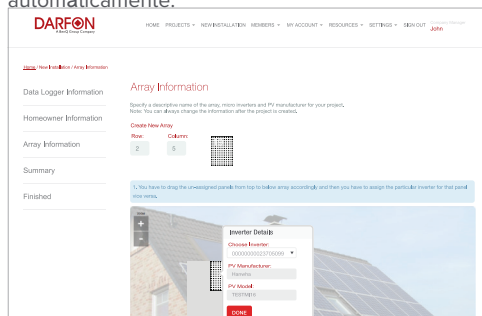 automáticamente.
DARFON
A BenQ Group Company
HOME PROJECTS NEW INSTALLATION MEMBERS MY ACCOUNT RESOURCES SETTINGS SIGN OUT
John
Home / New Installation / Array Information
Data Logger Information
Homeowner Information
Array Information
Summary
Finished
Array Information
Specify a descriptive name of the array, micro inverters and PV manufacturer for your project.
Note: You can always change the information after the project is created.
Create New Array
Row: Column:
2 5
1. You have to drag the un-assigned panels from top to below array accordingly and then you have to assign the particular inverter for that panel vice versa.
+
-
Inverter Details
Choose Inverter:
PV Manufacturer:
Hanwha
PV Model:
DONE